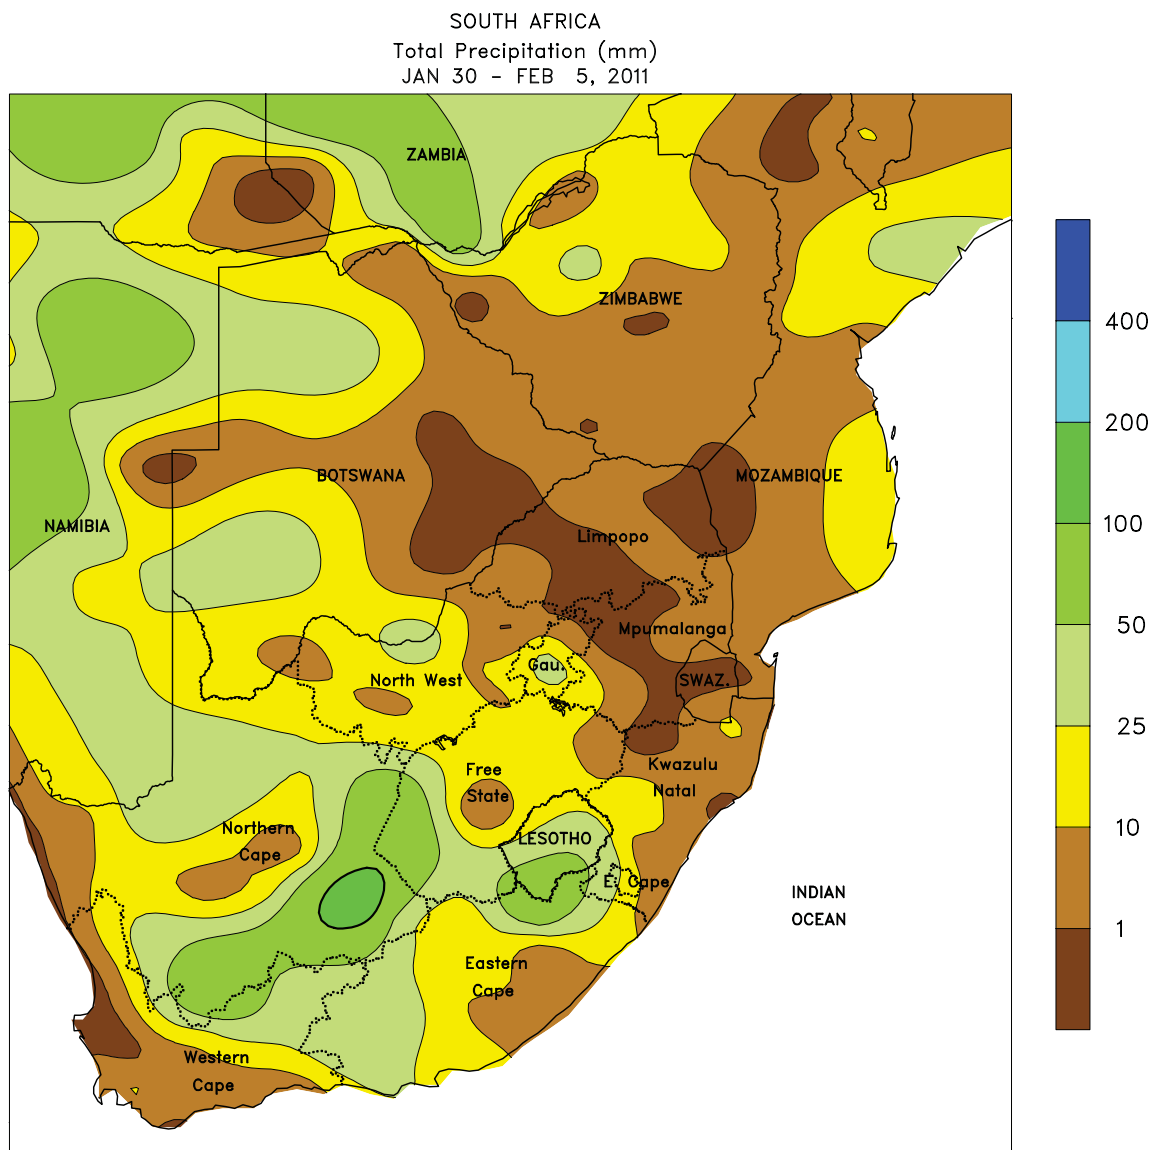 SOUTH AFRICA
Total Precipitation (mm)
JAN 30 - FEB 5, 2011
ZAMBIA
ZIMBABWE
400
200
BOTSWANA
MOZAMBIQUE
100
NAMIBIA
Limpopo
50
Mpumalanga
Gau.
North West
SWAZ.
25
Free
State
Kwazulu
Natal
10
Northern
Cape
LESOTHO
E. Cape
INDIAN
OCEAN
1
Eastern
Cape
Western
Cape